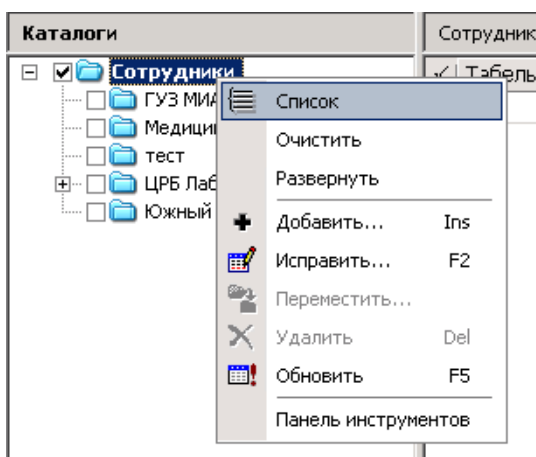 Каталоги
Сотрудник
Сотрудники
Табель
ГУЗ МИА
Список
Медици
Очистить
тест
Развернуть
ЦРБ Лаб
Южный
Добавить... Ins
Исправить... F2
Переместить...
Удалить Del
Обновить F5
Панель инструментов